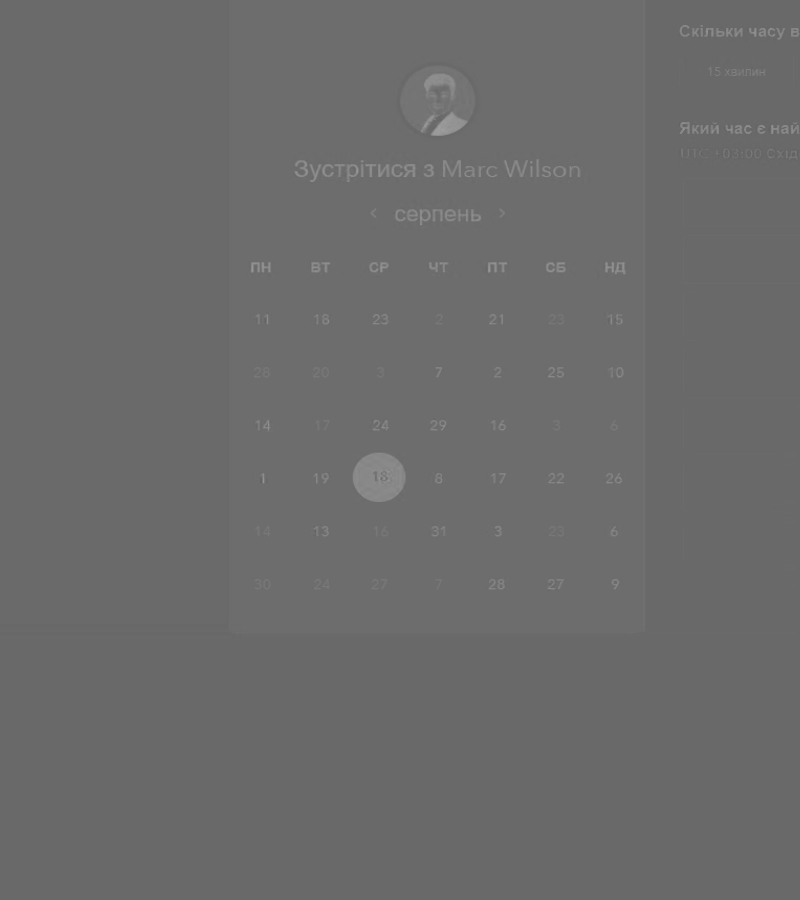 Зустрітися з Marc Wilson
серпень
ПН ВТ СР ЧТ ПТ СБ НД
11 18 23 2 21 23 15
28 20 3 7 2 25 10
14 17 24 29 16 3 6
1 19 18 8 17 22 26
14 13 16 31 3 23 6
30 24 27 7 28 27 9
Скільки часу в
15 хвилин
Який час є най
UTC +03:00 Схід